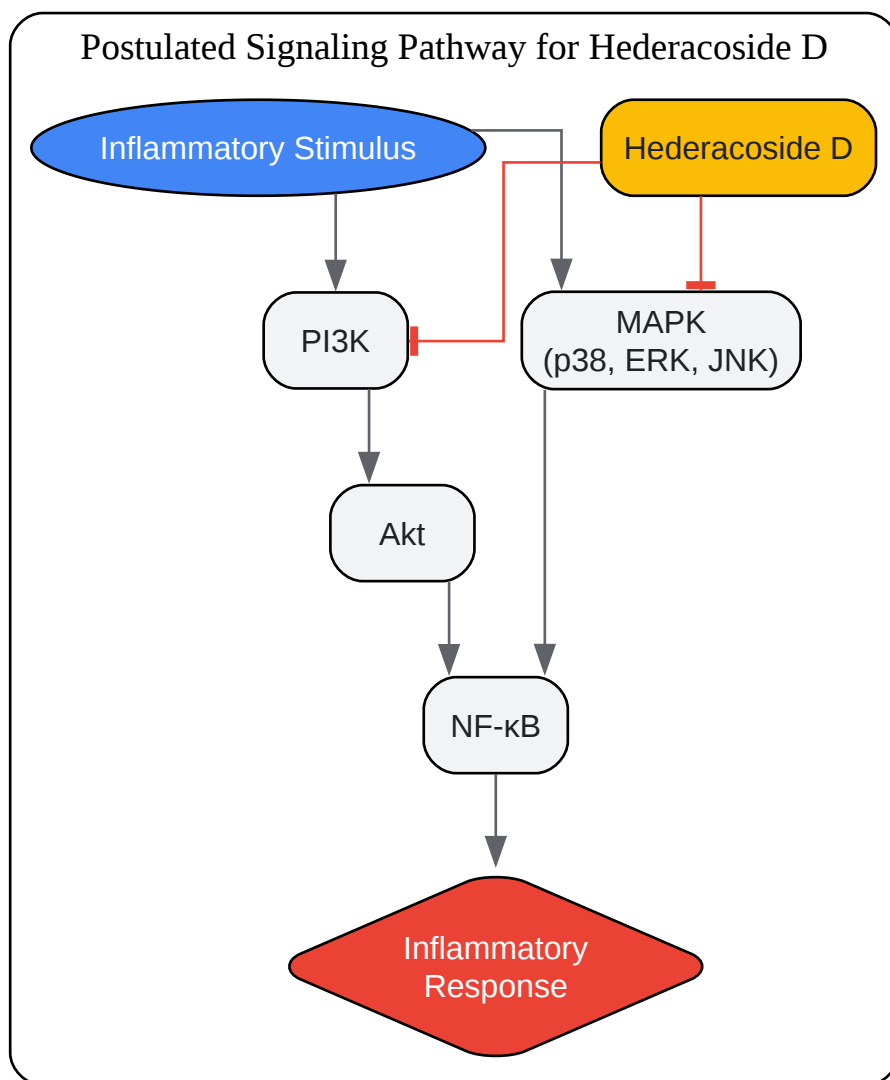 Postulated Signaling Pathway for Hederacoside D
Inflammatory Stimulus
Hederacoside D
PI3K
MAPK
(p38, ERK, JNK)
Akt
NF-κB
Inflammatory
Response